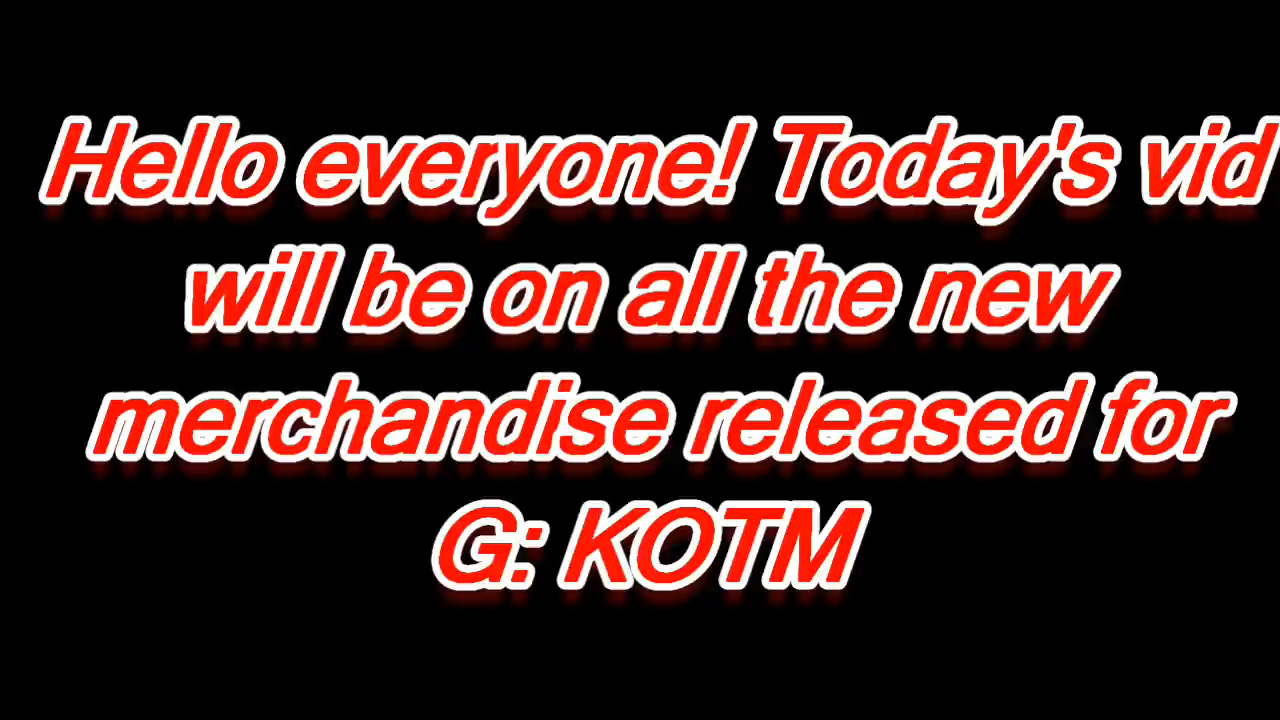 Hello everyone! Today's vid
will be on all the new
merchandise released for
G: KOTM